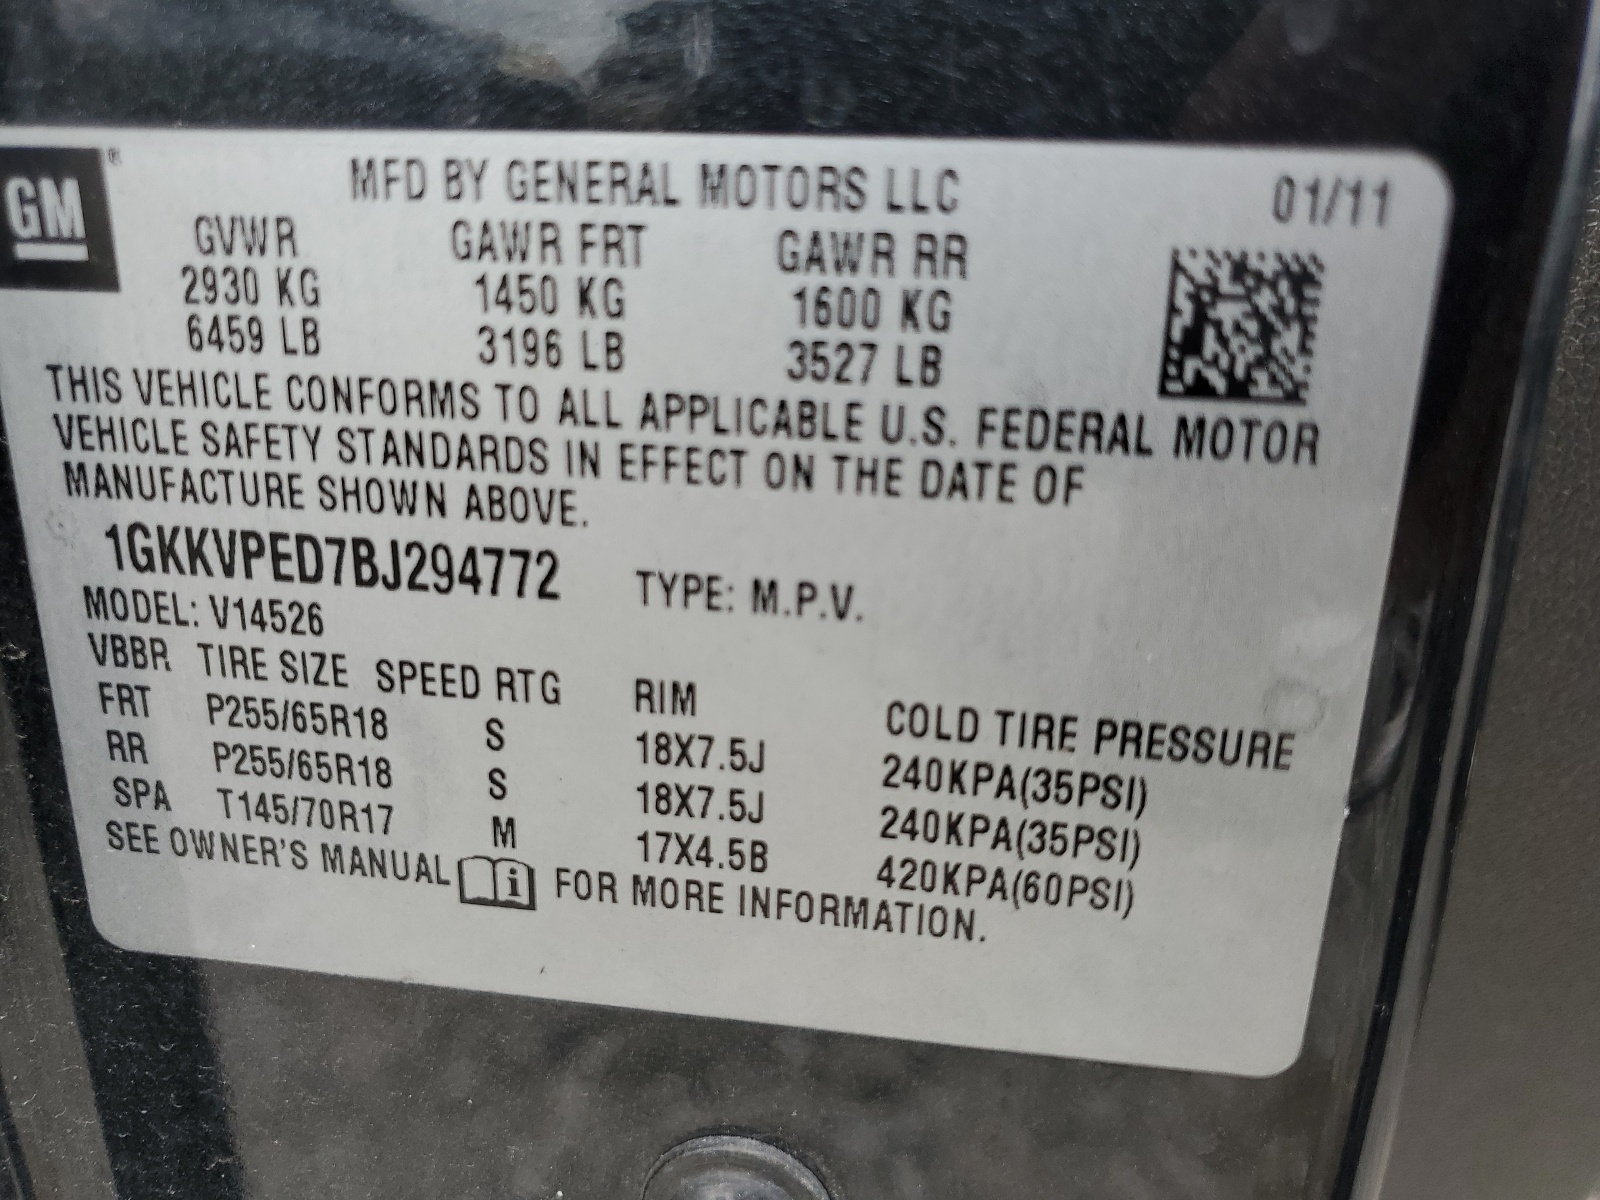 GM ® MFD BY GENERAL MOTORS LLC 01/11
GVWR GAWR FRT GAWR RR
2930 KG 1450 KG 1600 KG
6459 LB 3196 LB 3527 LB
THIS VEHICLE CONFORMS TO ALL APPLICABLE U.S. FEDERAL MOTOR
VEHICLE SAFETY STANDARDS IN EFFECT ON THE DATE OF
MANUFACTURE SHOWN ABOVE.
1GKKVPED7BJ294772 TYPE: M.P.V.
MODEL: V14526
VBBR TIRE SIZE SPEED RTG RIM COLD TIRE PRESSURE
FRT P255/65R18 S 18X7.5J 240KPA(35PSI)
RR P255/65R18 S 18X7.5J 240KPA(35PSI)
SPA T145/70R17 M 17X4.5B 420KPA(60PSI)
SEE OWNER'S MANUAL i FOR MORE INFORMATION.